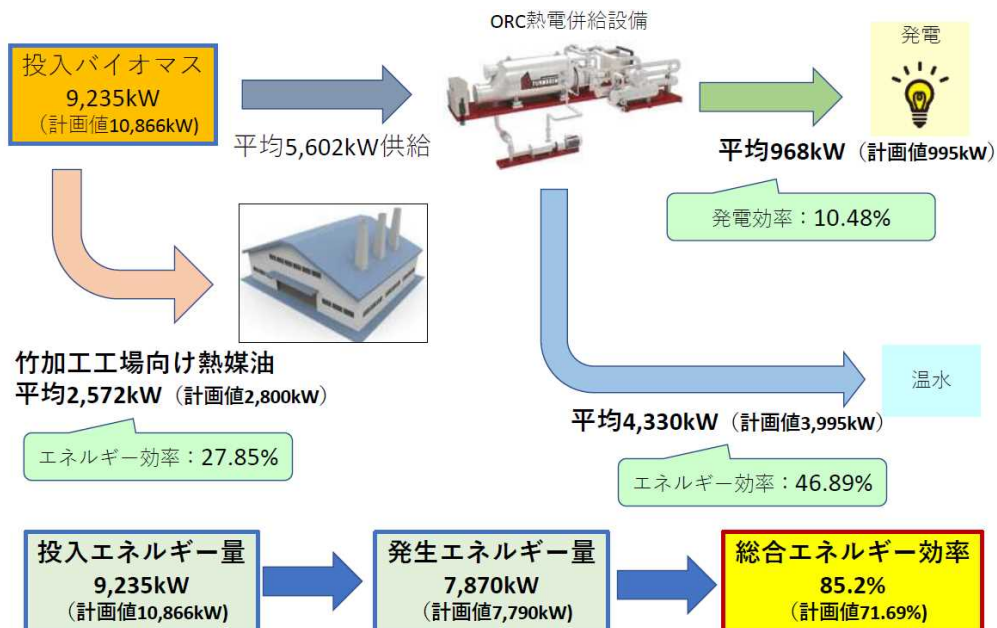 ORC熱電併給設備
投入バイオマス
9,235kW
(計画値10,866kW)
平均5,602kW供給
発電
平均968kW（計画値995kW）
発電効率：10.48%
竹加工工場向け熱媒油
平均2,572kW（計画値2,800kW）
エネルギー効率：27.85%
温水
平均4,330kW（計画値3,995kW）
エネルギー効率：46.89%
投入エネルギー量
9,235kW
(計画値10,866kW)
発生エネルギー量
7,870kW
(計画値7,790kW)
総合エネルギー効率
85.2%
(計画値71.69%)